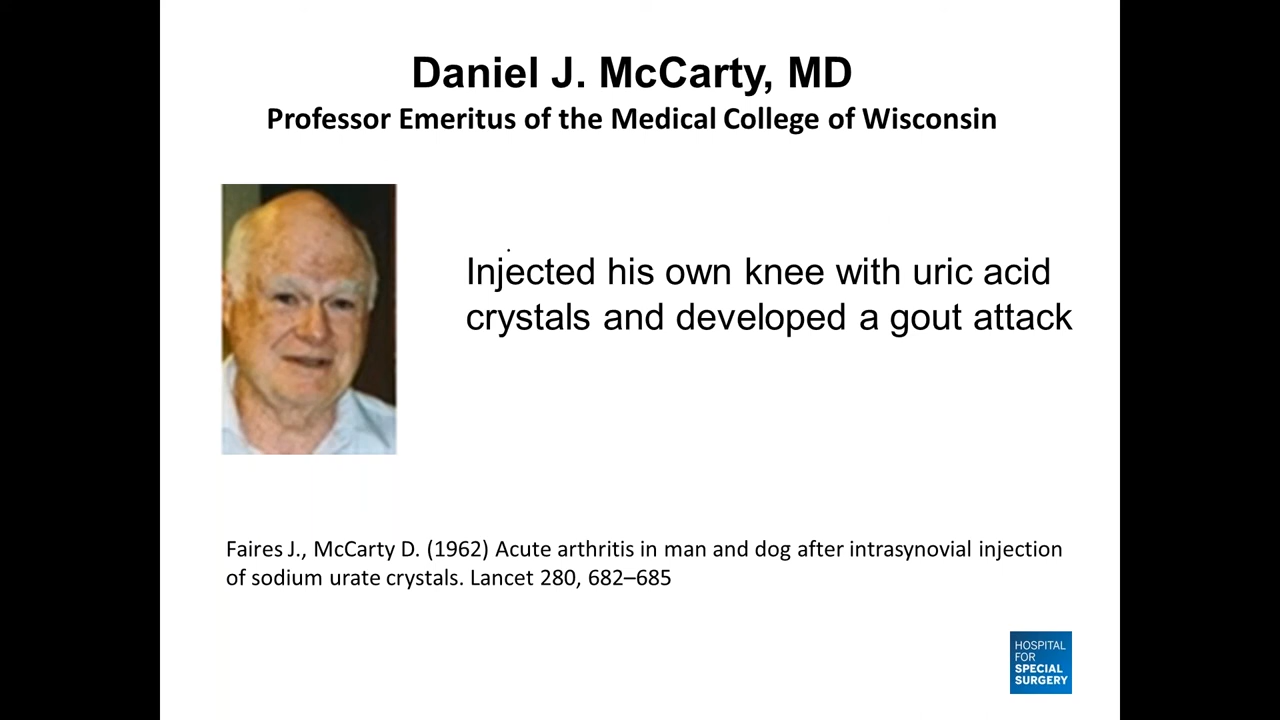 Daniel J. McCarty, MD
Professor Emeritus of the Medical College of Wisconsin
Injected his own knee with uric acid
crystals and developed a gout attack
Faires J., McCarty D. (1962) Acute arthritis in man and dog after intrasynovial injection
of sodium urate crystals. Lancet 280, 682–685
HOSPITAL
FOR
SPECIAL
SURGERY